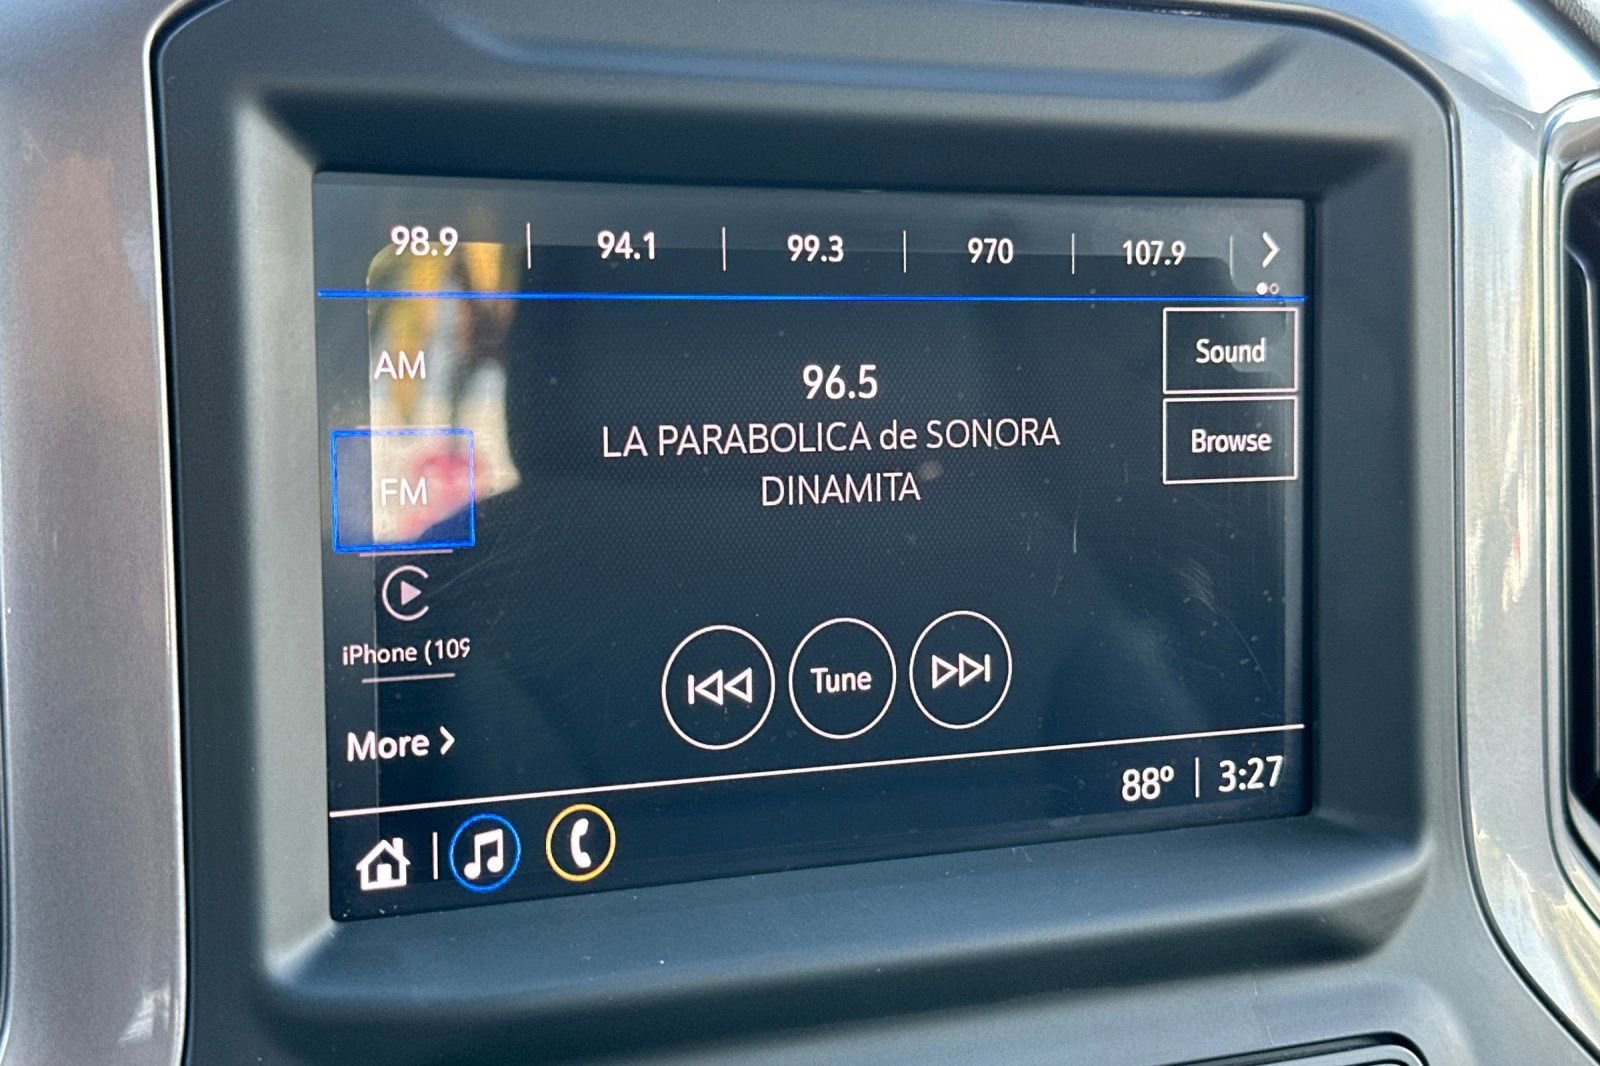 98.9 | 94.1 | 99.3 | 970 | 107.9 |
AM
Sound
96.5
Browse
LA PARABOLICA de SONORA
FM
DINAMITA
iPhone (109
Tune
More
88° | 3:27